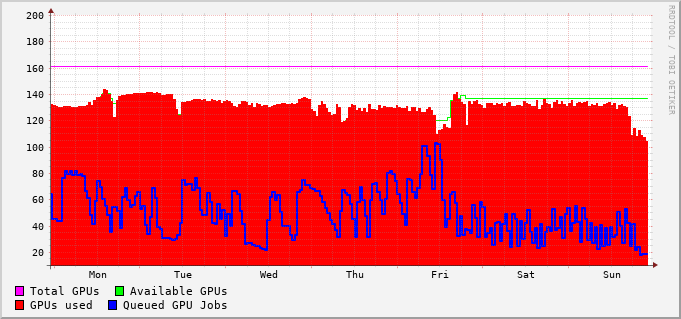 200
180
160
140
120
100
80
60
40
20
Mon Tue Wed Thu Fri Sat Sun
Total GPUs Available GPUs
GPUs used Queued GPU Jobs
RRDTOOL / TOBI OETIKER